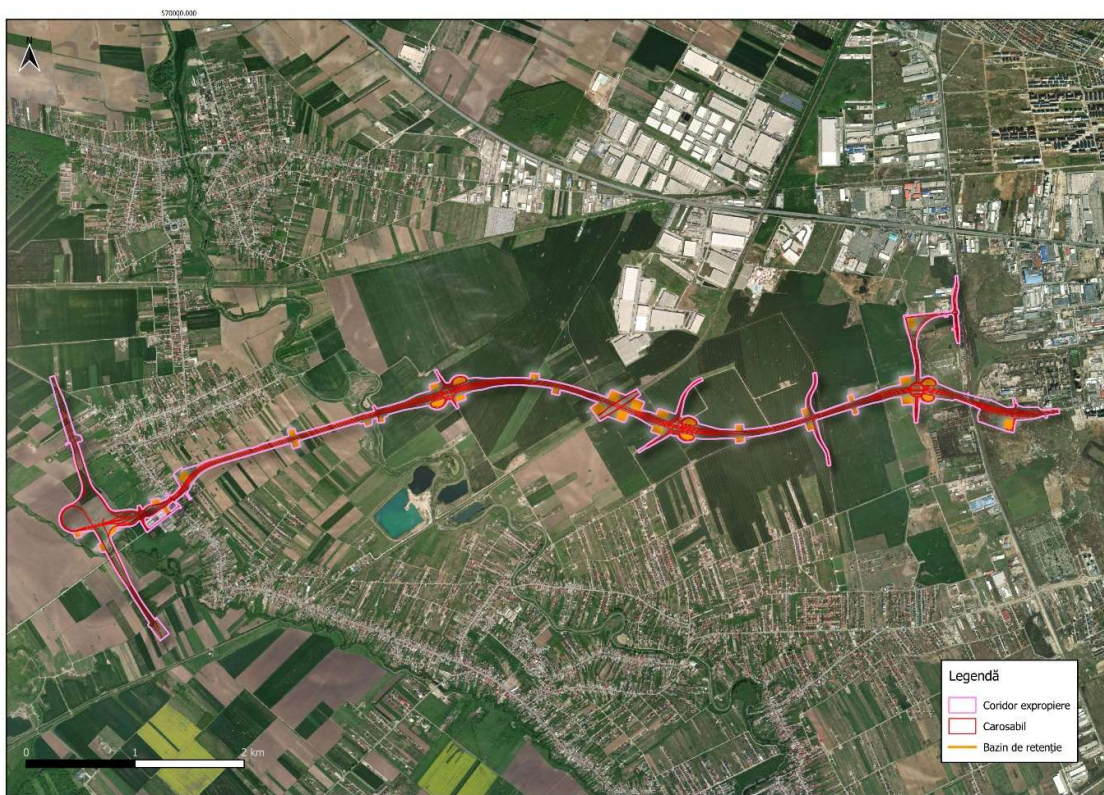 570000.000
N
Legendă
Coridor expropiere
Carosabil
Bazin de retenție
0 1 2 km